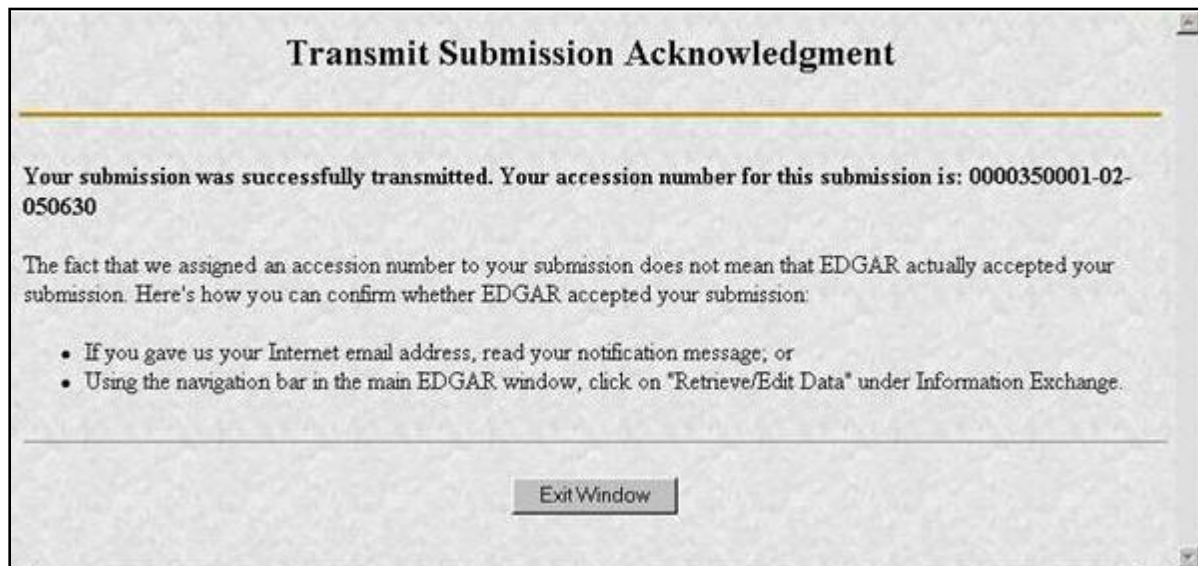 Transmit Submission Acknowledgment
Your submission was successfully transmitted. Your accession number for this submission is: 0000350001-02-
050630
The fact that we assigned an accession number to your submission does not mean that EDGAR actually accepted your
submission. Here's how you can confirm whether EDGAR accepted your submission:
• If you gave us your Internet email address, read your notification message; or
• Using the navigation bar in the main EDGAR window, click on "Retrieve/Edit Data" under Information Exchange.
Exit Window